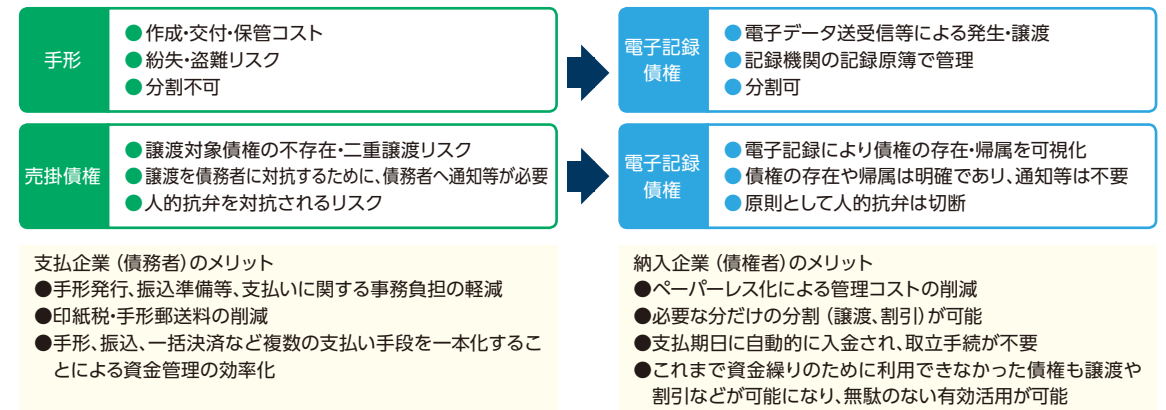 手形
●作成・交付・保管コスト
●紛失・盗難リスク
●分割不可
電子記録
債権
●電子データ送受信等による発生・譲渡
●記録機関の記録原簿で管理
●分割可
売掛債権
●譲渡対象債権の不存在・二重譲渡リスク
●譲渡を債務者に対抗するために、債務者へ通知等が必要
●人的抗弁を対抗されるリスク
電子記録
債権
●電子記録により債権の存在・帰属を可視化
●債権の存在や帰属は明確であり、通知等は不要
●原則として人的抗弁は切断
支払企業（債務者）のメリット
●手形発行、振込準備等、支払いに関する事務負担の軽減
●印紙税・手形郵送料の削減
●手形、振込、一括決済など複数の支払い手段を一本化するこ
とによる資金管理の効率化
納入企業（債権者）のメリット
●ペーパーレス化による管理コストの削減
●必要な分だけの分割（譲渡、割引）が可能
●支払期日に自動的に入金され、取立手続が不要
●これまで資金繰りのために利用できなかった債権も譲渡や
割引などが可能になり、無駄のない有効活用が可能